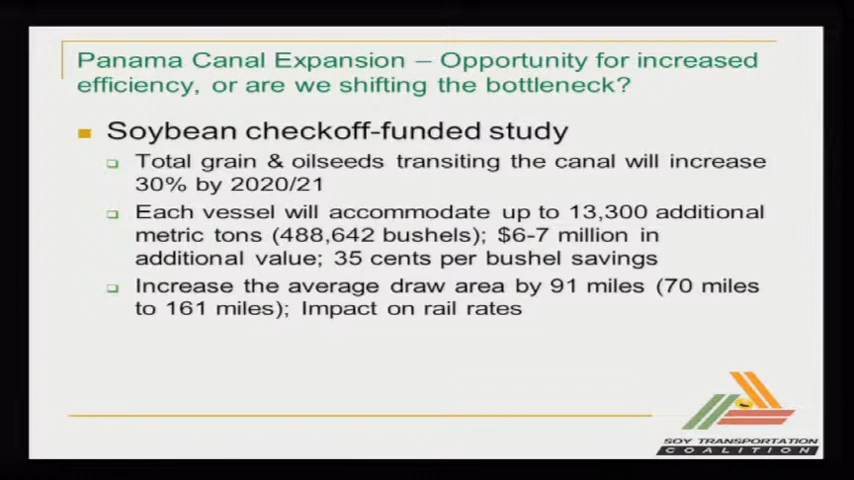 Panama Canal Expansion – Opportunity for increased
efficiency, or are we shifting the bottleneck?
Soybean checkoff-funded study
Total grain & oilseeds transiting the canal will increase
30% by 2020/21
Each vessel will accommodate up to 13,300 additional
metric tons (488,642 bushels); $6-7 million in
additional value; 35 cents per bushel savings
Increase the average draw area by 91 miles (70 miles
to 161 miles); Impact on rail rates
SOY TRANSPORTATION
COALITION